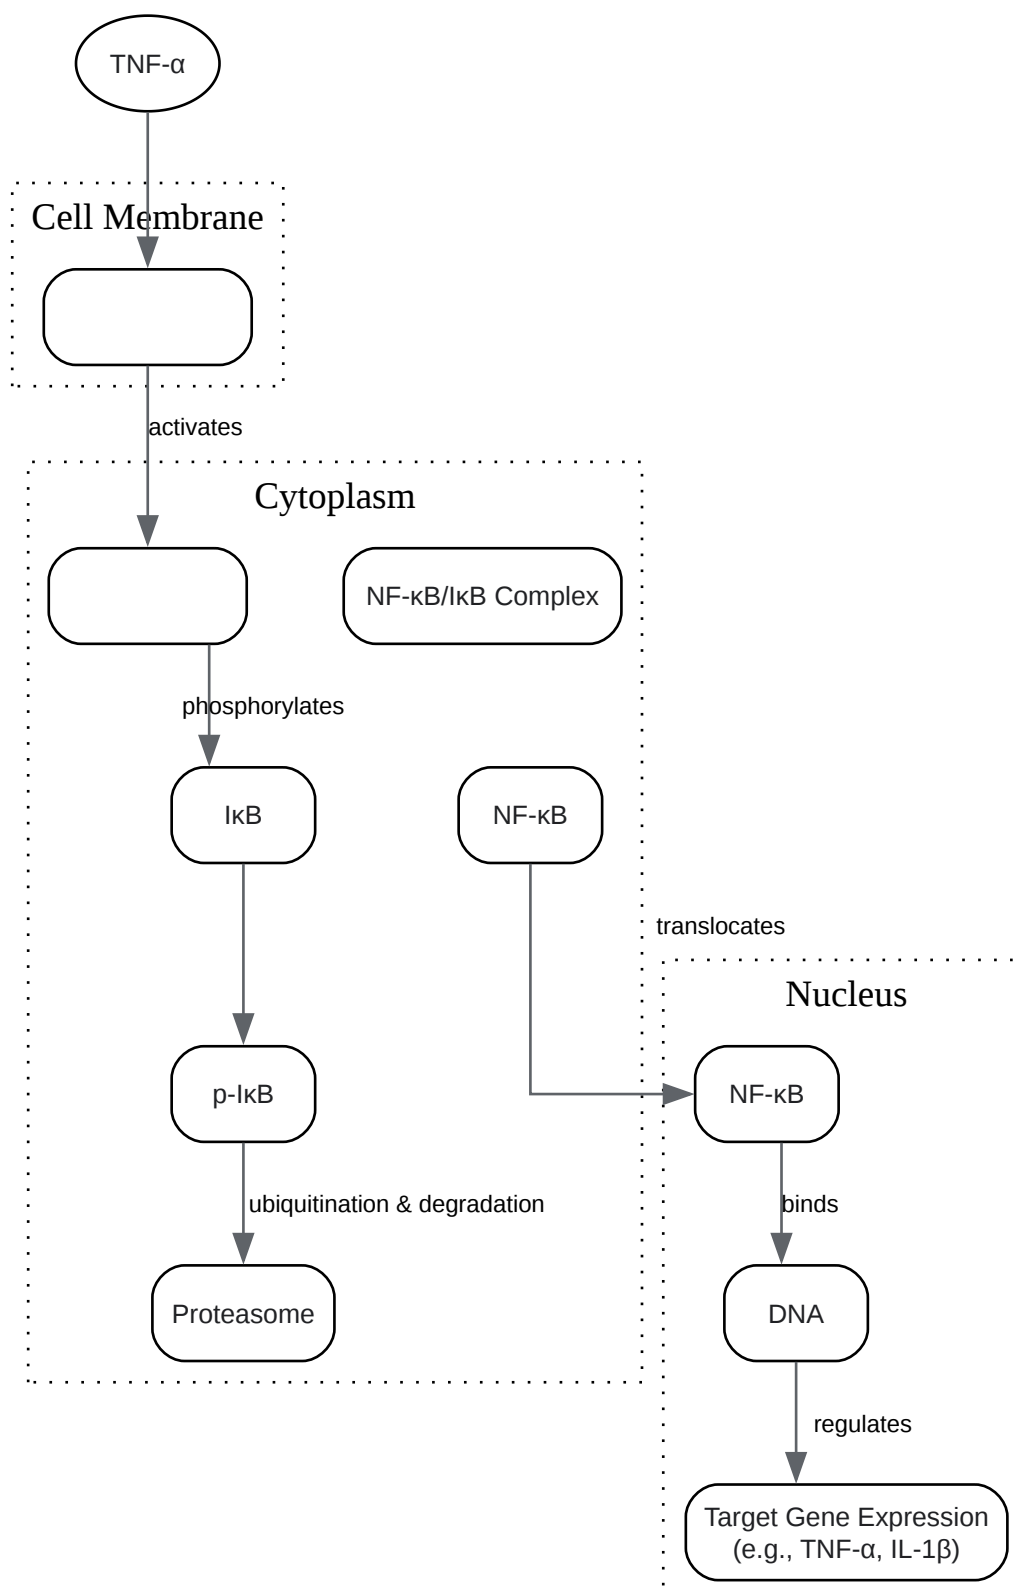 TNF-α
Cell Membrane
activates
Cytoplasm
NF-κB/IκB Complex
phosphorylates
IκB
NF-κB
translocates
Nucleus
p-IκB
NF-κB
ubiquitination & degradation
binds
Proteasome
DNA
regulates
Target Gene Expression
(e.g., TNF-α, IL-1β)